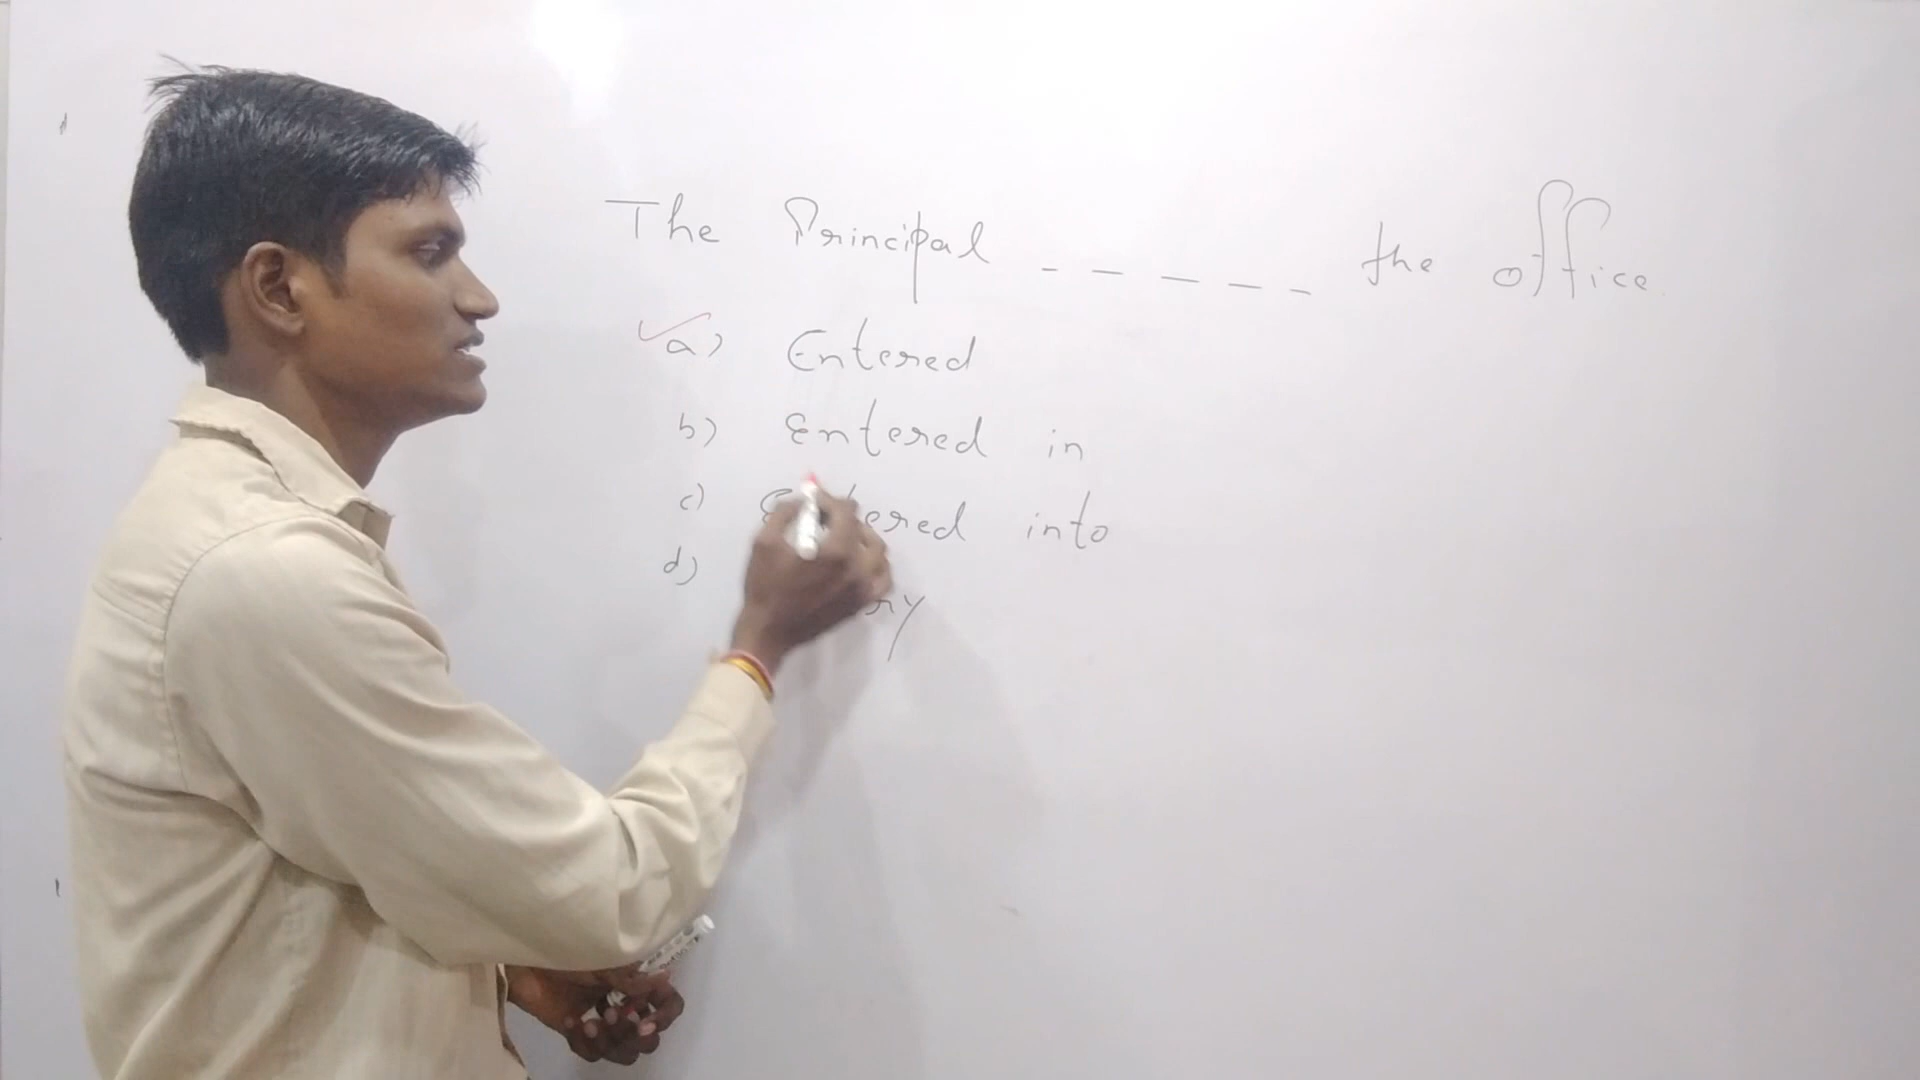 The Principal - - - - - the office
a) Entered
b) Entered in
c) Entered into
d)